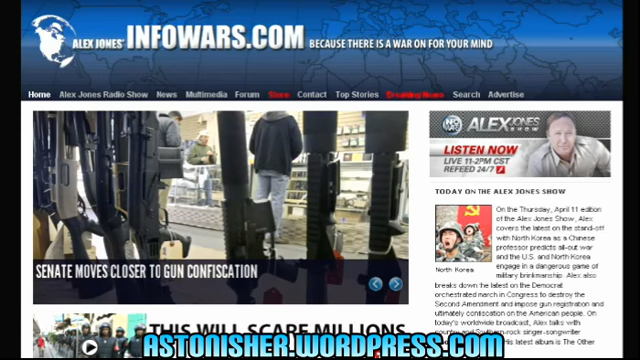 ALEX JONES' INFOWARS.COM BECAUSE THERE IS A WAR ON FOR YOUR MIND
Home Alex Jones Radio Show News Multimedia Forum Store Contact Top Stories Breaking News Search Advertise
ALEX JONES
SHOW
LISTEN NOW
LIVE 11-2PM CST
REFEED 24/7
SENATE MOVES CLOSER TO GUN CONFISCATION
TODAY ON THE ALEX JONES SHOW
North Korea
On the Thursday, April 11 edition
of the Alex Jones Show, Alex
covers the latest on the stand-off
with North Korea as a Chinese
professor predicts all-out war
and the U.S. and North Korea
engage in a dangerous game of
military brinkmanship. Alex also
breaks down the latest on the Democrat
orchestrated march in Congress to destroy the
Second Amendment and impose gun registration and
ultimately confiscation on the American people. On
today's worldwide broadcast, Alex talks with
country and Southern-rock singer-songwriter
His latest album is The Other
THIS WILL SCARE MILLIONS
ASTONISHER.WORDPRESS.COM